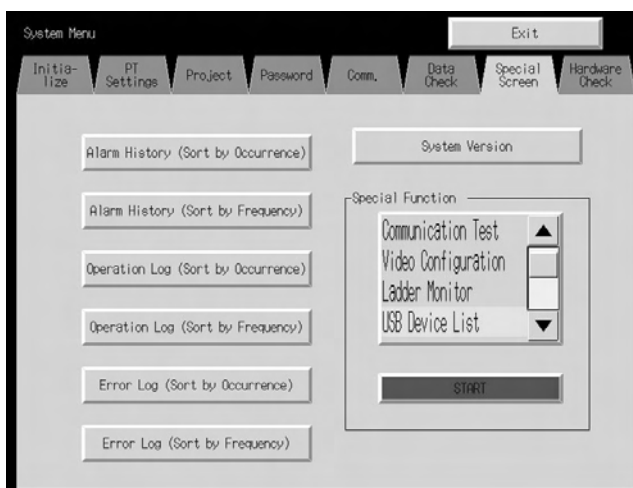 System Menu
Exit
Initia-
lize
PT
Settings
Project
Password
Comm.
Data
Check
Special
Screen
Hardware
Check
Alarm History (Sort by Occurrence)
Alarm History (Sort by Frequency)
Operation Log (Sort by Occurrence)
Operation Log (Sort by Frequency)
Error Log (Sort by Occurrence)
Error Log (Sort by Frequency)
System Version
Special Function
Communication Test
Video Configuration
Ladder Monitor
USB Device List
START